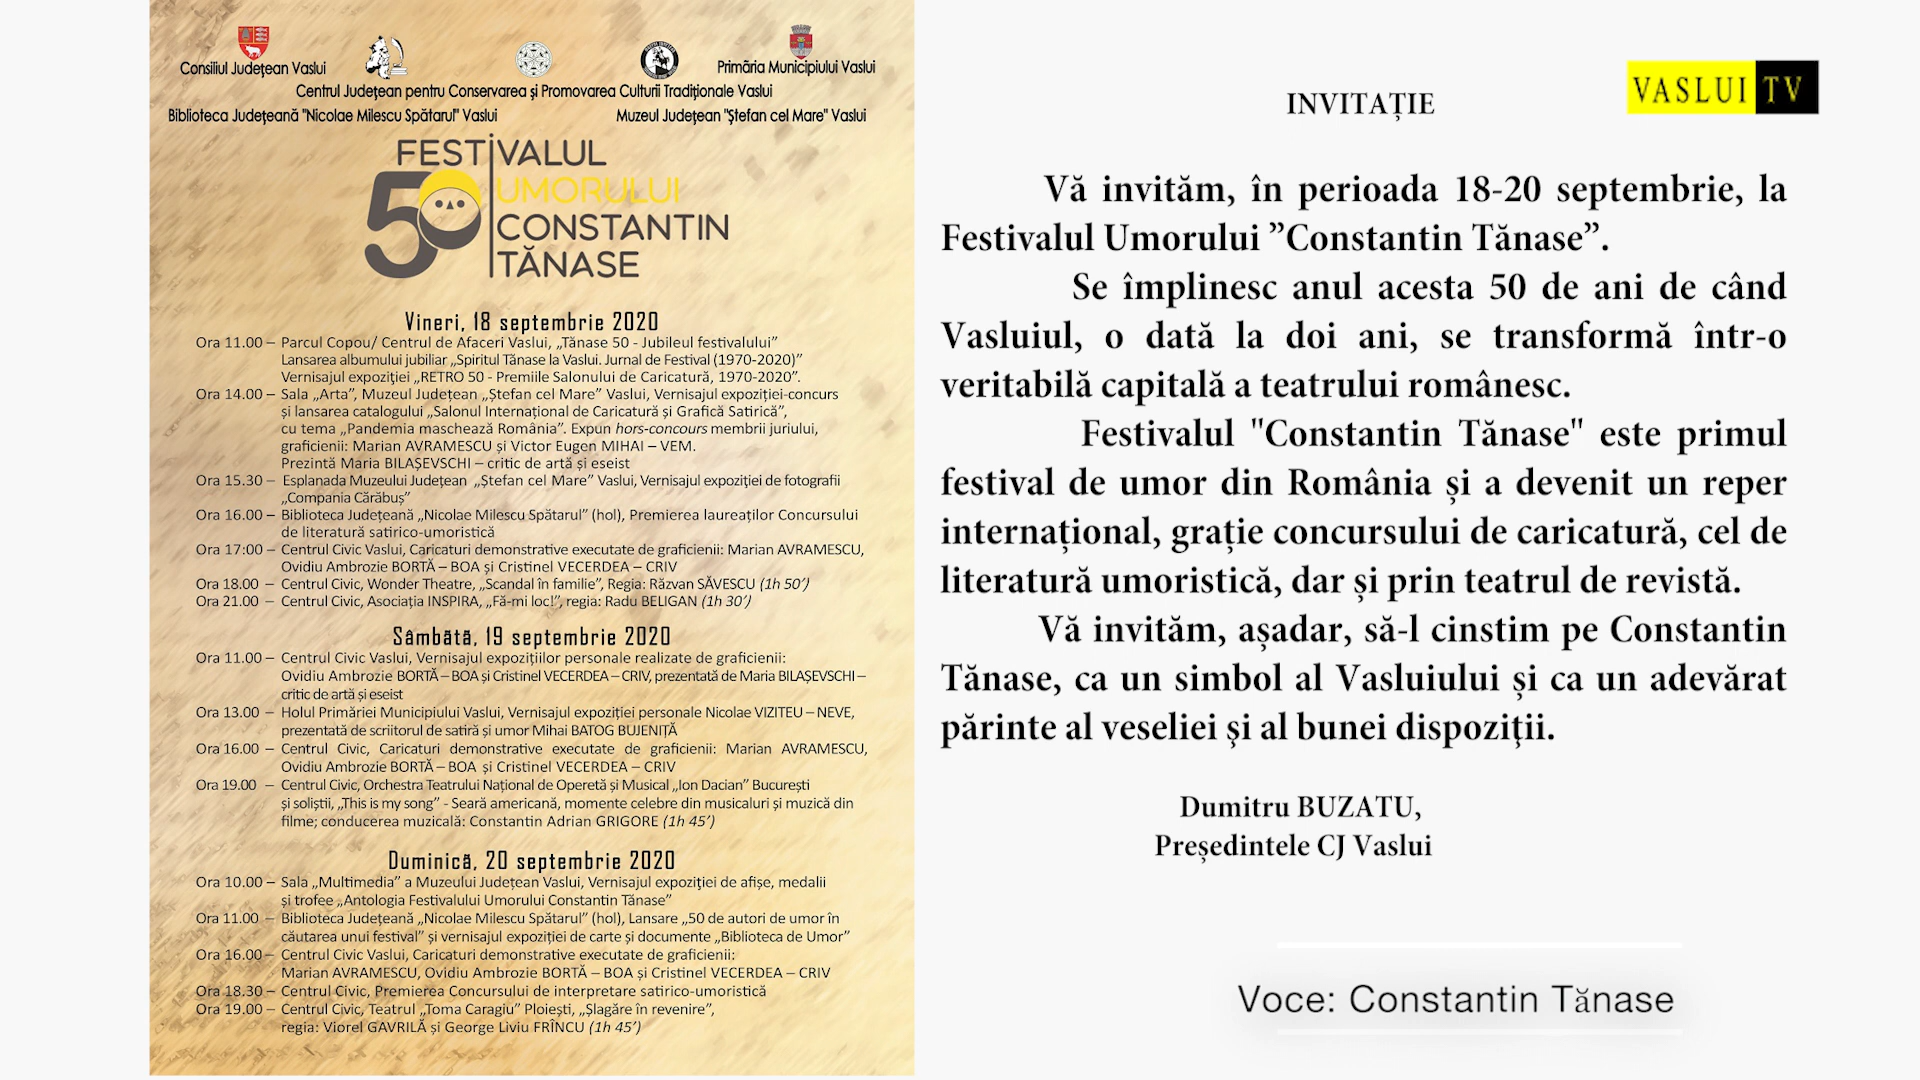 Consiliul Judeţean Vaslui
Primăria Municipiului Vaslui
Centrul Judeţean pentru Conservarea şi Promovarea Culturii Tradiţionale Vaslui
Biblioteca Judeţeană "Nicolae Milescu Spătarul" Vaslui
Muzeul Judeţean "Ştefan cel Mare" Vaslui
50
FESTIVALUL
UMORULUI
CONSTANTIN
TĂNASE
Vineri, 18 septembrie 2020
Ora 11.00 – Parcul Copou/ Centrul de Afaceri Vaslui, „Tănase 50 - Jubileul festivalului”
Lansarea albumului jubiliar „Spiritul Tănase la Vaslui. Jurnal de Festival (1970-2020)”
Vernisajul expoziţiei „RETRO 50 - Premiile Salonului de Caricatură, 1970-2020”.
Ora 14.00 – Sala „Arta”, Muzeul Județean „Ștefan cel Mare” Vaslui, Vernisajul expoziției-concurs
și lansarea catalogului „Salonul Internațional de Caricatură și Grafică Satirică”,
cu tema „Pandemia maschează România”. Expun hors-concours membrii juriului,
graficienii: Marian AVRAMESCU și Victor Eugen MIHAI – VEM.
Prezintă Maria BILAȘEVSCHI – critic de artă și eseist
Ora 15.30 – Esplanada Muzeului Județean „Ștefan cel Mare” Vaslui, Vernisajul expoziţiei de fotografii
„Compania Cărăbuș”
Ora 16.00 – Biblioteca Județeană „Nicolae Milescu Spătarul” (hol), Premierea laureaților Concursului
de literatură satirico-umoristică
Ora 17:00 – Centrul Civic Vaslui, Caricaturi demonstrative executate de graficienii: Marian AVRAMESCU,
Ovidiu Ambrozie BORTĂ – BOA și Cristinel VECERDEA – CRIV
Ora 18.00 – Centrul Civic, Wonder Theatre, „Scandal în familie”, Regia: Răzvan SĂVESCU (1h 50’)
Ora 21.00 – Centrul Civic, Asociația INSPIRA, „Fă-mi loc!”, regia: Radu BELIGAN (1h 30’)
Sâmbătă, 19 septembrie 2020
Ora 11.00 – Centrul Civic Vaslui, Vernisajul expozițiilor personale realizate de graficienii:
Ovidiu Ambrozie BORTĂ – BOA și Cristinel VECERDEA – CRIV, prezentată de Maria BILAȘEVSCHI –
critic de artă și eseist
Ora 13.00 – Holul Primăriei Municipiului Vaslui, Vernisajul expoziției personale Nicolae VIZITEU – NEVE,
prezentată de scriitorul de satiră și umor Mihai BATOG BUJENIȚĂ
Ora 16.00 – Centrul Civic, Caricaturi demonstrative executate de graficienii: Marian AVRAMESCU,
Ovidiu Ambrozie BORTĂ – BOA și Cristinel VECERDEA – CRIV
Ora 19.00 – Centrul Civic, Orchestra Teatrului Național de Operetă și Musical „Ion Dacian” București
și soliștii, „This is my song” - Seară americană, momente celebre din musicaluri și muzică din
filme; conducerea muzicală: Constantin Adrian GRIGORE (1h 45’)
Duminică, 20 septembrie 2020
Ora 10.00 – Sala „Multimedia” a Muzeului Județean Vaslui, Vernisajul expoziţiei de afișe, medalii
și trofee „Antologia Festivalului Umorului Constantin Tănase”
Ora 11.00 – Biblioteca Județeană „Nicolae Milescu Spătarul” (hol), Lansare „50 de autori de umor în
căutarea unui festival” și vernisajul expoziției de carte și documente „Biblioteca de Umor”
Ora 16.00 – Centrul Civic Vaslui, Caricaturi demonstrative executate de graficienii:
Marian AVRAMESCU, Ovidiu Ambrozie BORTĂ – BOA și Cristinel VECERDEA – CRIV
Ora 18.30 – Centrul Civic, Premierea Concursului de interpretare satirico-umoristică
Ora 19.00 – Centrul Civic, Teatrul „Toma Caragiu” Ploiești, „Șlagăre în revenire”,
regia: Viorel GAVRILĂ și George Liviu FRÎNCU (1h 45’)
VASLUI TV
INVITAȚIE
Vă invităm, în perioada 18-20 septembrie, la
Festivalul Umorului ”Constantin Tănase”.
Se împlinesc anul acesta 50 de ani de când
Vasluiul, o dată la doi ani, se transformă într-o
veritabilă capitală a teatrului românesc.
Festivalul "Constantin Tănase" este primul
festival de umor din România și a devenit un reper
internațional, grație concursului de caricatură, cel de
literatură umoristică, dar și prin teatrul de revistă.
Vă invităm, așadar, să-l cinstim pe Constantin
Tănase, ca un simbol al Vasluiului și ca un adevărat
părinte al veseliei şi al bunei dispoziţii.
Dumitru BUZATU,
Președintele CJ Vaslui
Voce: Constantin Tănase